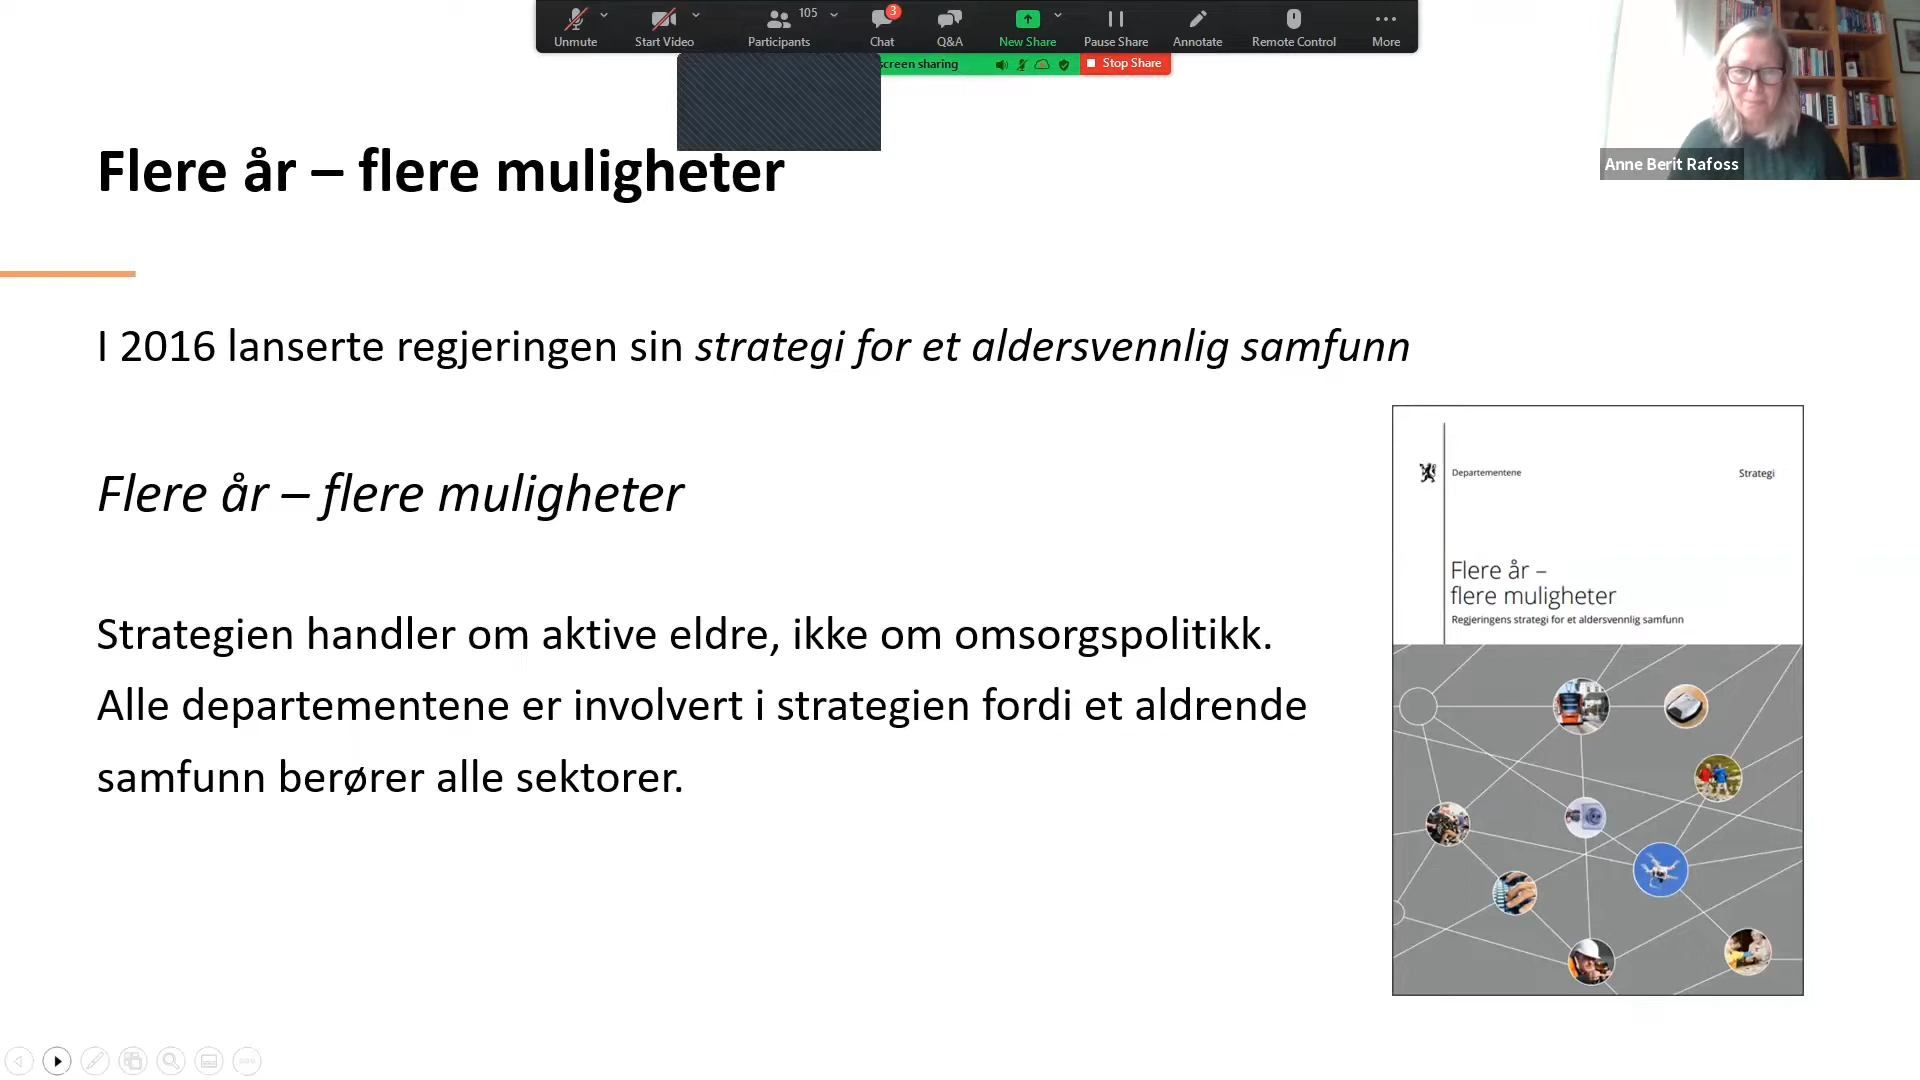 Unmute
Start Video
105
Participants
3
Chat
Q&A
New Share
Pause Share
Annotate
Remote Control
More
screen sharing
Stop Share
Anne Berit Rafoss
Flere år – flere muligheter
I 2016 lanserte regjeringen sin strategi for et aldersvennlig samfunn
Flere år – flere muligheter
Strategien handler om aktive eldre, ikke om omsorgspolitikk.
Alle departementene er involvert i strategien fordi et aldrende
samfunn berører alle sektorer.
Departementene
Strategi
Flere år –
flere muligheter
Regjeringens strategi for et aldersvennlig samfunn